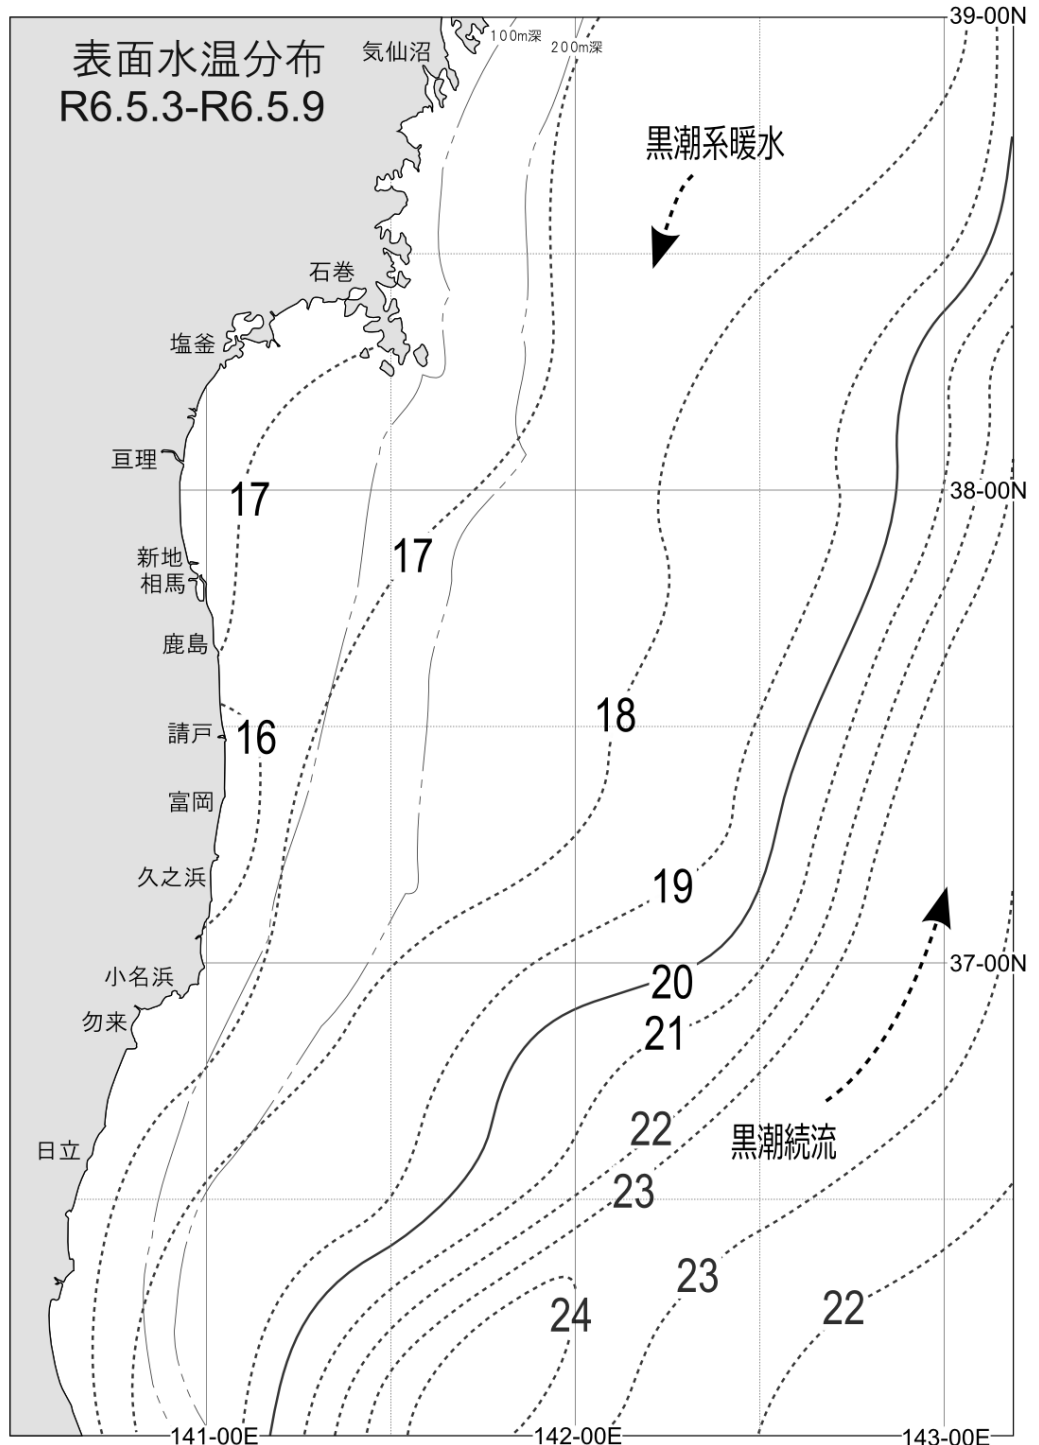 39-00N
100m深
200m深
気仙沼
表面水温分布
R6.5.3-R6.5.9
黒潮系暖水
石巻
塩釜
亘理
17
38-00N
17
新地
相馬
鹿島
請戸
16
18
富岡
久之浜
19
37-00N
小名浜
20
勿来
21
22
黒潮続流
日立
23
23
24
22
141-00E
142-00E
143-00E